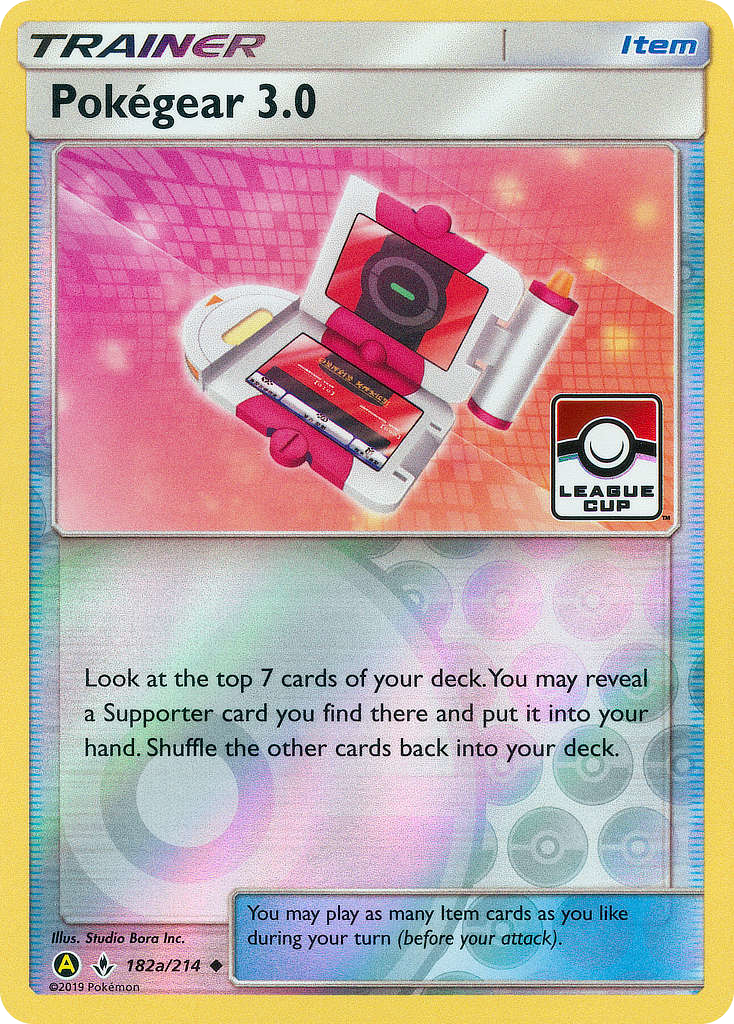 TRAINER Item
Pokégear 3.0
LEAGUE
CUP
TM
Look at the top 7 cards of your deck. You may reveal
a Supporter card you find there and put it into your
hand. Shuffle the other cards back into your deck.
You may play as many Item cards as you like
during your turn (before your attack).
Illus. Studio Bora Inc.
A 182a/214
©2019 Pokémon